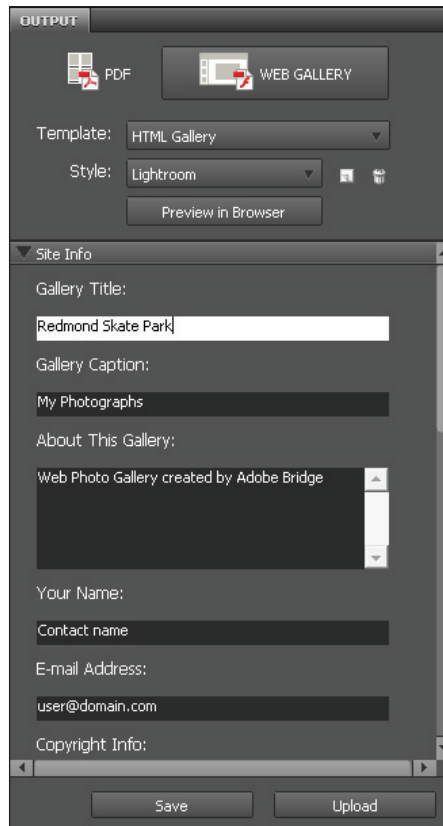 OUTPUT
PDF
WEB GALLERY
Template: HTML Gallery
Style: Lightroom
Preview in Browser
Site Info
Gallery Title:
Redmond Skate Park
Gallery Caption:
My Photographs
About This Gallery:
Web Photo Gallery created by Adobe Bridge
Your Name:
Contact name
E-mail Address:
user@domain.com
Copyright Info:
Save Upload